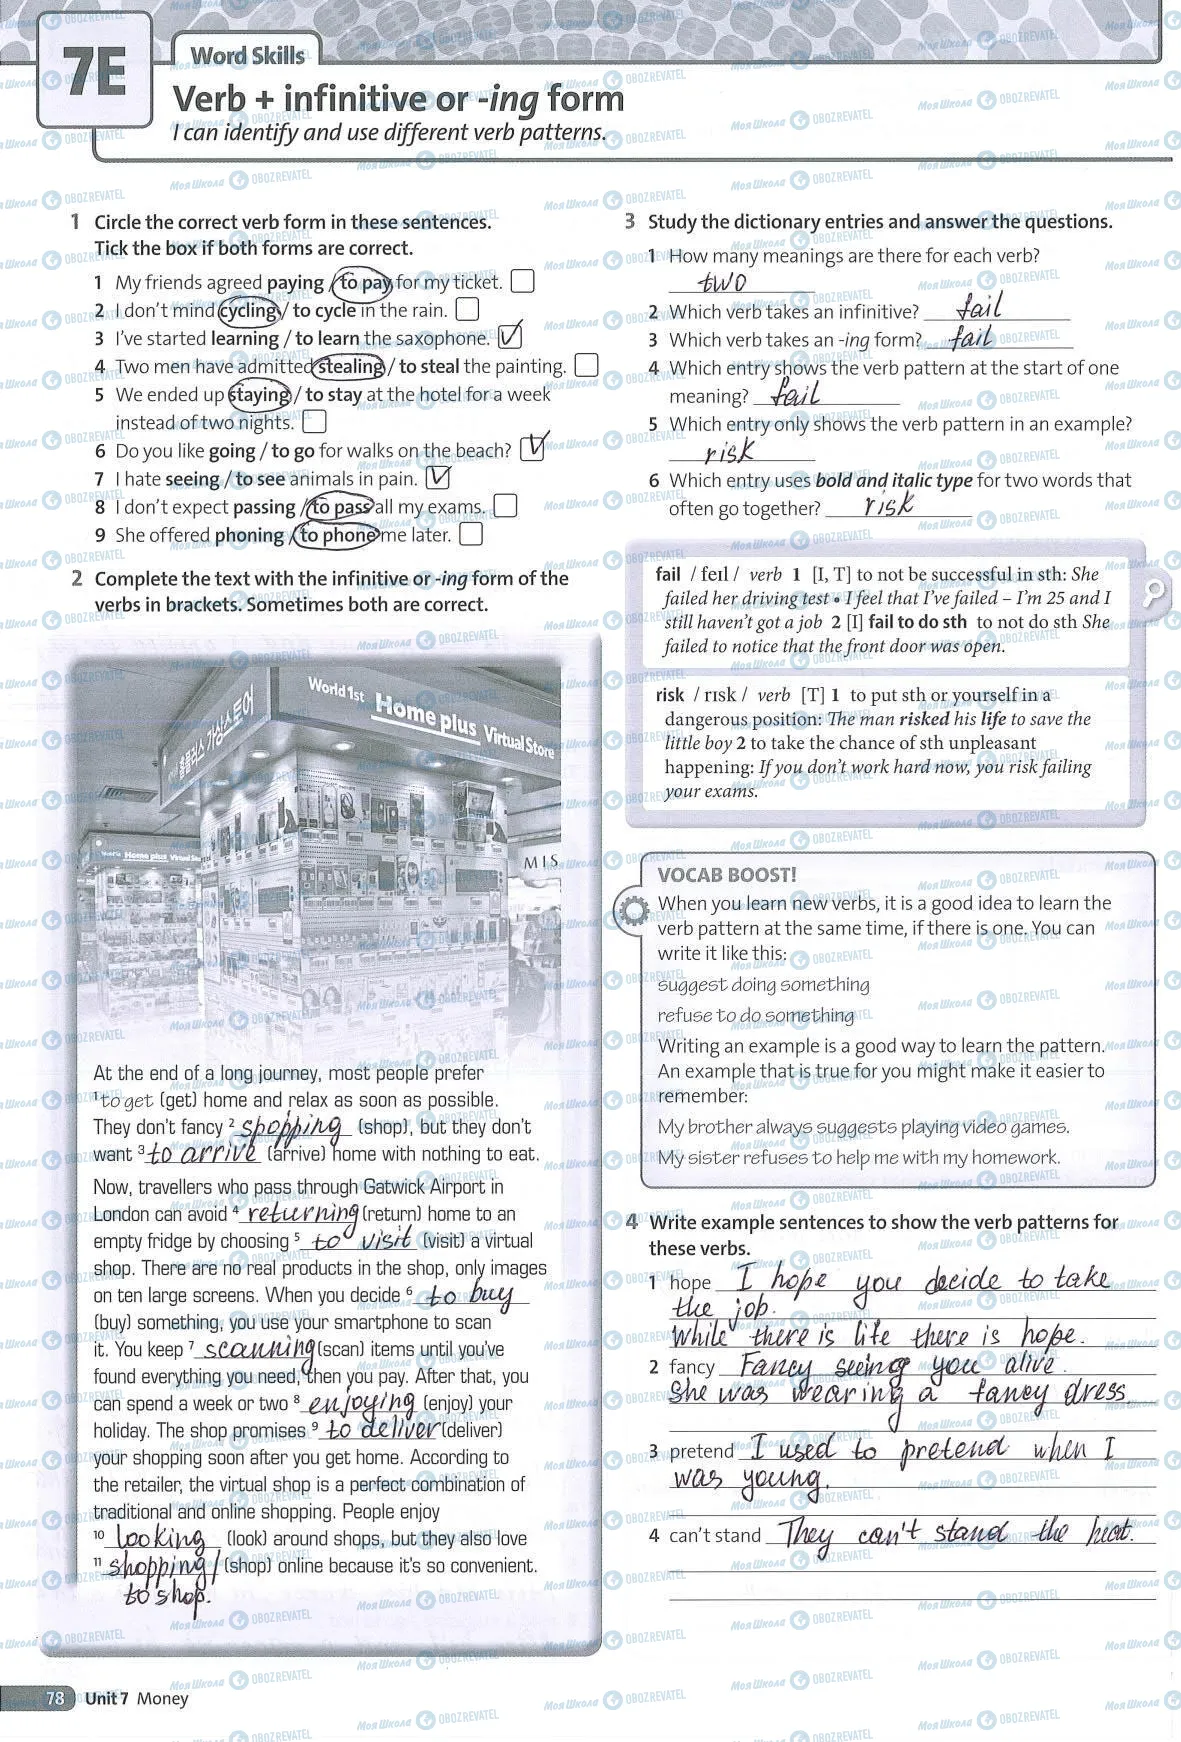 7E
Word Skills
Verb + infinitive or -ing form
I can identify and use different verb patterns.
1 Circle the correct verb form in these sentences.
Tick the box if both forms are correct.
1 My friends agreed paying / to pay for my ticket.
2 I don't mind cycling / to cycle in the rain.
3 I've started learning / to learn the saxophone. ✓
4 Two men have admitted stealing / to steal the painting.
5 We ended up staying / to stay at the hotel for a week
instead of two nights.
6 Do you like going / to go for walks on the beach? ✓
7 I hate seeing / to see animals in pain. ✓
8 I don't expect passing / to pass all my exams.
9 She offered phoning / to phone me later.
2 Complete the text with the infinitive or -ing form of the
verbs in brackets. Sometimes both are correct.
World 1st Home plus Virtual Store
홈플러스 가상스토어
Home plus Virtual
MIS
At the end of a long journey, most people prefer
1 to get (get) home and relax as soon as possible.
They don't fancy 2 shopping (shop), but they don't
want 3 to arrive (arrive) home with nothing to eat.
Now, travellers who pass through Gatwick Airport in
London can avoid 4 returning (return) home to an
empty fridge by choosing 5 to visit (visit) a virtual
shop. There are no real products in the shop, only images
on ten large screens. When you decide 6 to buy
(buy) something, you use your smartphone to scan
it. You keep 7 scanning (scan) items until you've
found everything you need, then you pay. After that, you
can spend a week or two 8 enjoying (enjoy) your
holiday. The shop promises 9 to deliver (deliver)
your shopping soon after you get home. According to
the retailer, the virtual shop is a perfect combination of
traditional and online shopping. People enjoy
10 looking (look) around shops, but they also love
11 shopping / (shop) online because it's so convenient.
to shop.
3 Study the dictionary entries and answer the questions.
1 How many meanings are there for each verb?
two
2 Which verb takes an infinitive? fail
3 Which verb takes an -ing form? fail
4 Which entry shows the verb pattern at the start of one
meaning? fail
5 Which entry only shows the verb pattern in an example?
risk
6 Which entry uses bold and italic type for two words that
often go together? risk
fail / feɪl / verb 1 [I, T] to not be successful in sth: She
failed her driving test • I feel that I've failed – I'm 25 and I
still haven't got a job 2 [I] fail to do sth to not do sth She
failed to notice that the front door was open.
risk / rɪsk / verb [T] 1 to put sth or yourself in a
dangerous position: The man risked his life to save the
little boy 2 to take the chance of sth unpleasant
happening: If you don't work hard now, you risk failing
your exams.
VOCAB BOOST!
When you learn new verbs, it is a good idea to learn the
verb pattern at the same time, if there is one. You can
write it like this:
suggest doing something
refuse to do something
Writing an example is a good way to learn the pattern.
An example that is true for you might make it easier to
remember:
My brother always suggests playing video games.
My sister refuses to help me with my homework.
4 Write example sentences to show the verb patterns for
these verbs.
1 hope I hope you decide to take
the job.
While there is life there is hope.
2 fancy Fancy seeing you alive.
She was wearing a fancy dress
3 pretend I used to pretend when I
was young.
4 can't stand They can't stand the heat.
78 Unit 7 Money
Моя Школа OBOZREVATEL